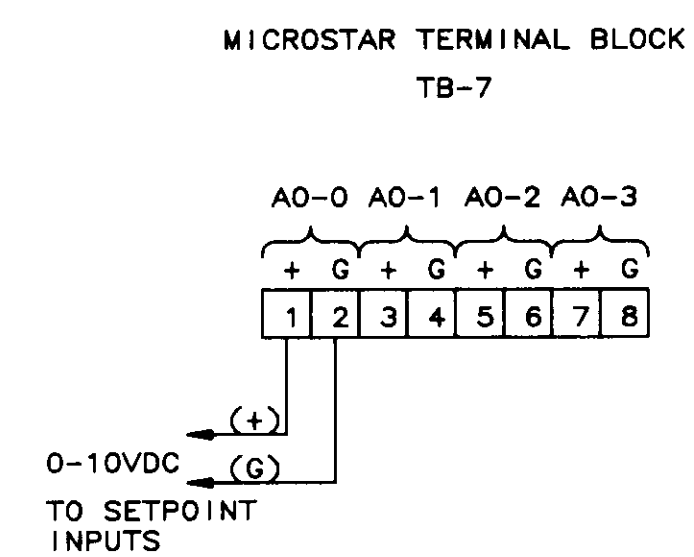 MICROSTAR TERMINAL BLOCK
TB-7
AO-0 AO-1 AO-2 AO-3
+ G + G + G + G
1 2 3 4 5 6 7 8
(+)
0-10VDC (G)
TO SETPOINT
INPUTS